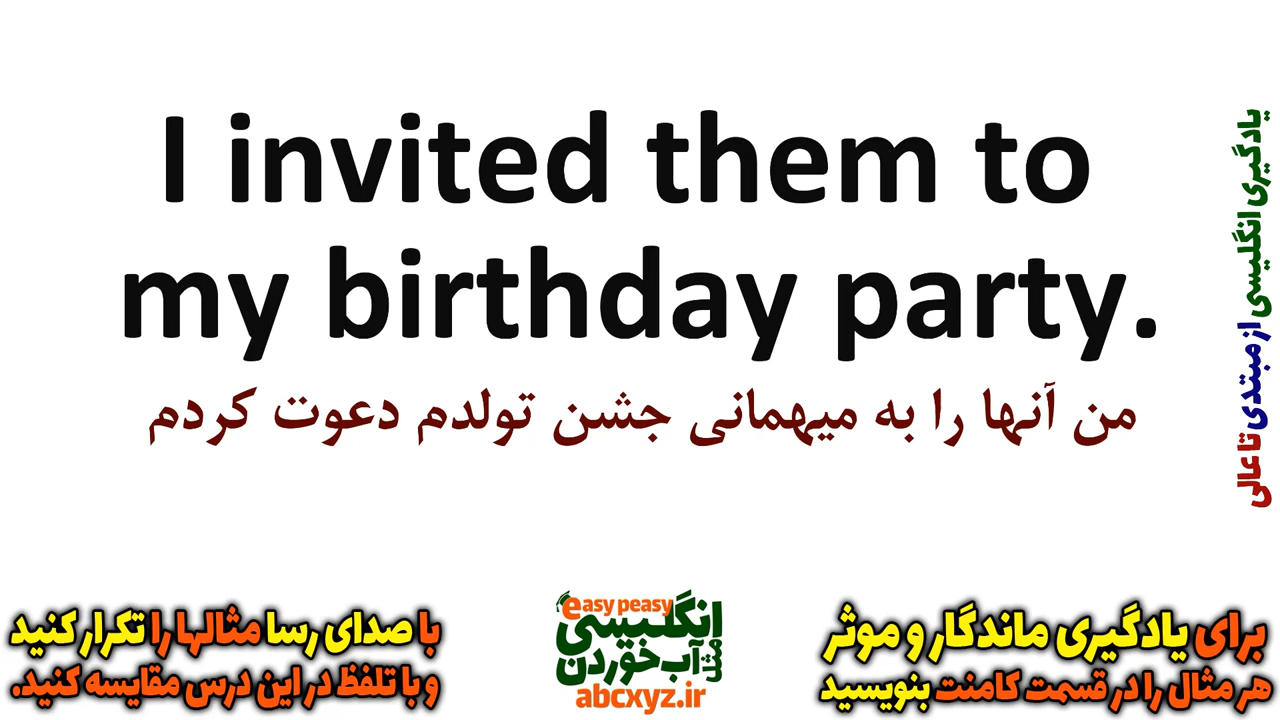 I invited them to
my birthday party.
من آنها را به میهمانی جشن تولدم دعوت کردم
یادگیری انگلیسی از مبتدی تا عالی
با صدای رسا مثالها را تکرار کنید
و با تلفظ در این درس مقایسه کنید.
easy peasy
انگلیسی
مثل آب خوردن
abcxyz.ir
برای یادگیری ماندگار و موثر
هر مثال را در قسمت کامنت بنویسید